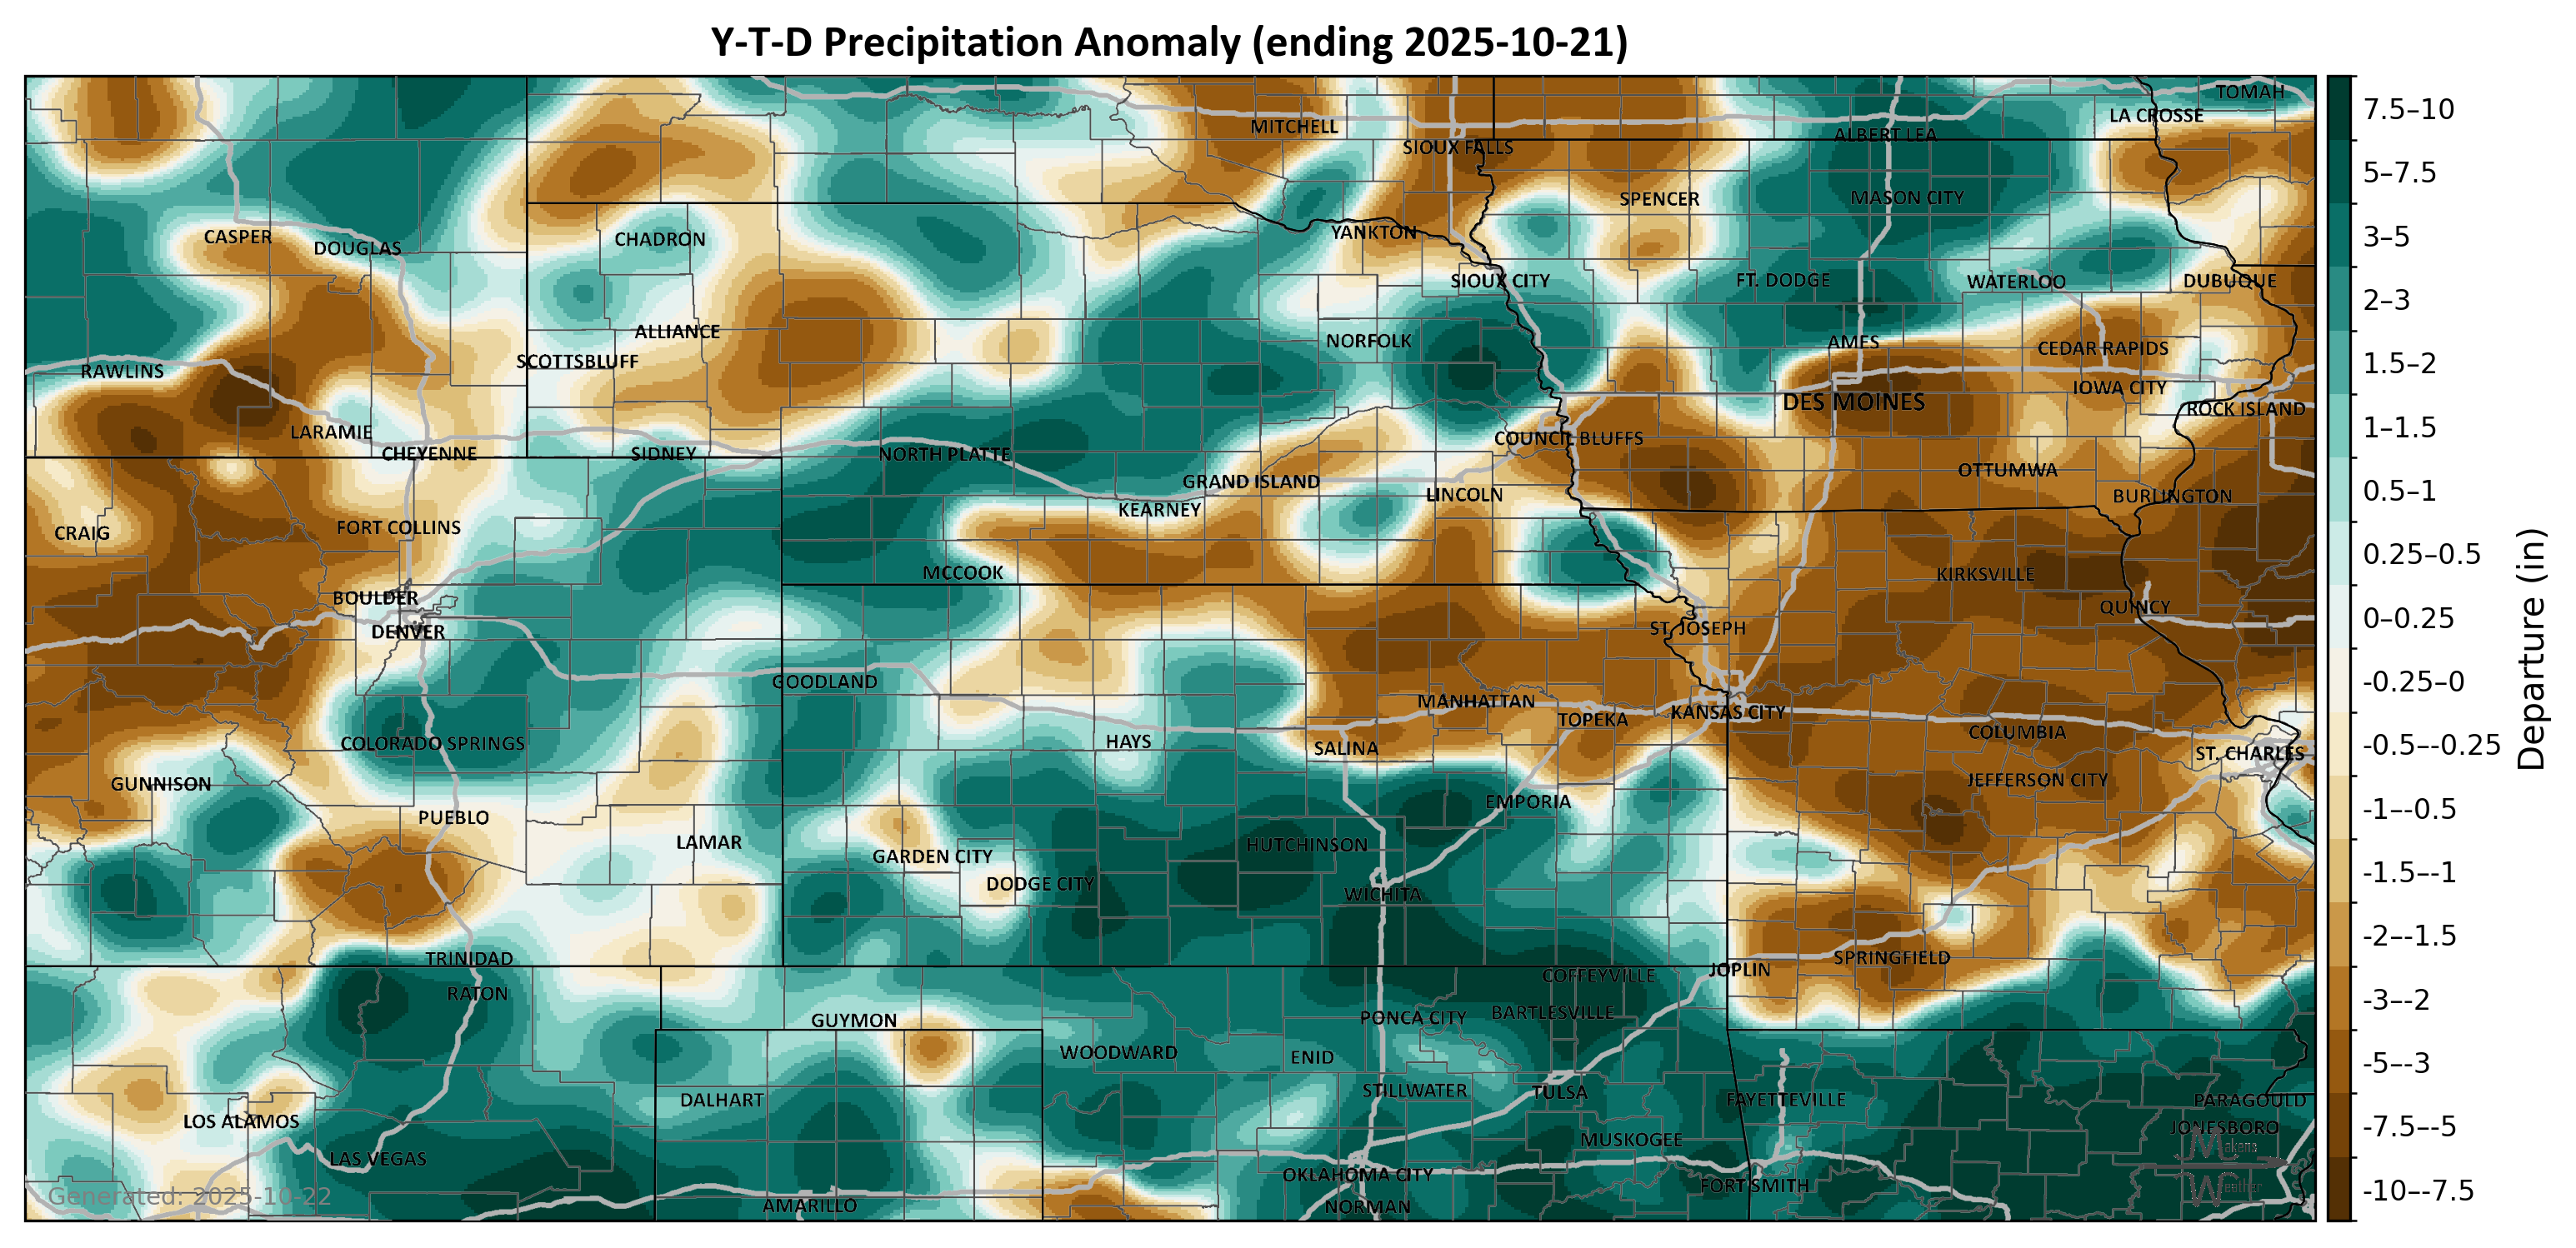 Y-T-D Precipitation Anomaly (ending 2025-10-21)
TOMAH
LA CROSSE
MITCHELL
ALBERT LEA
SIOUX FALLS
SPENCER
MASON CITY
CASPER
DOUGLAS
CHADRON
YANKTON
SIOUX CITY
FT. DODGE
WATERLOO
DUBUQUE
ALLIANCE
NORFOLK
AMES
CEDAR RAPIDS
SCOTTSBLUFF
RAWLINS
IOWA CITY
DES MOINES
ROCK ISLAND
LARAMIE
COUNCIL BLUFFS
CHEYENNE
SIDNEY
NORTH PLATTE
OTTUMWA
GRAND ISLAND
LINCOLN
BURLINGTON
KEARNEY
CRAIG
FORT COLLINS
MCCOOK
KIRKSVILLE
BOULDER
QUINCY
DENVER
ST. JOSEPH
GOODLAND
MANHATTAN
TOPEKA
KANSAS CITY
COLUMBIA
COLORADO SPRINGS
HAYS
SALINA
ST. CHARLES
GUNNISON
JEFFERSON CITY
EMPORIA
PUEBLO
LAMAR
HUTCHINSON
GARDEN CITY
DODGE CITY
WICHITA
TRINIDAD
SPRINGFIELD
JOPLIN
COFFEYVILLE
RATON
BARTLESVILLE
GUYMON
PONCA CITY
WOODWARD
ENID
STILLWATER
TULSA
DALHART
FAYETTEVILLE
PARAGOULD
LOS ALAMOS
JONESBORO
MUSKOGEE
LAS VEGAS
OKLAHOMA CITY
FORT SMITH
AMARILLO
NORMAN
Generated: 2025-10-22
Makens
Weather
7.5–10
5–7.5
3–5
2–3
1.5–2
1–1.5
0.5–1
0.25–0.5
0–0.25
-0.25–0
-0.5–-0.25
-1–-0.5
-1.5–-1
-2–-1.5
-3–-2
-5–-3
-7.5–-5
-10–-7.5
Departure (in)